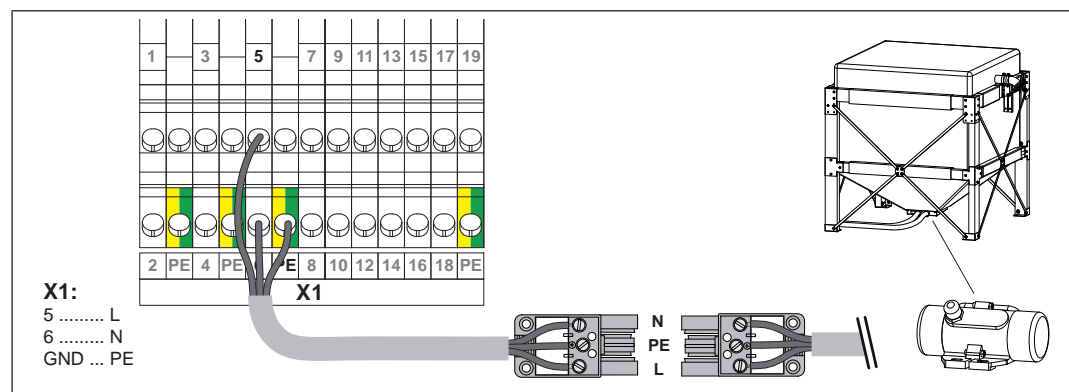 1 3 5 7 9 11 13 15 17 19
2 PE 4 PE PE 8 10 12 14 16 18 PE
X1
X1:
5 ......... L
6 ......... N
GND ... PE
N
PE
L